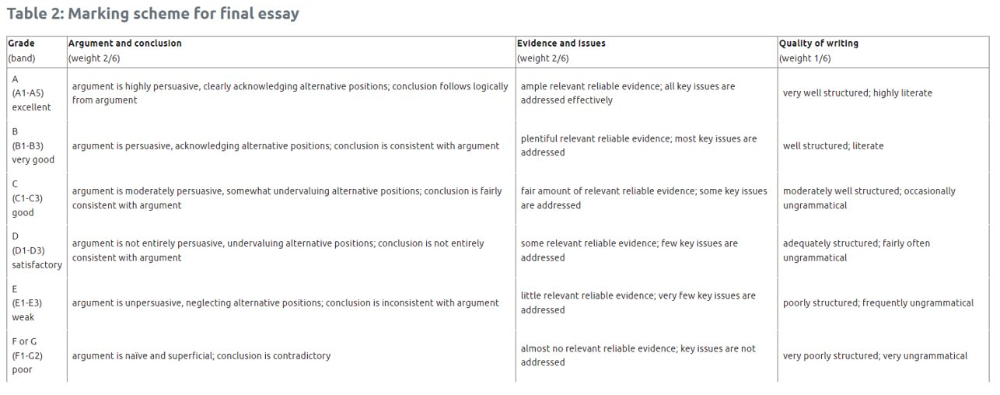 Table 2: Marking scheme for final essay
Grade
(band)
Argument and conclusion
(weight 2/6)
Evidence and issues
(weight 2/6)
Quality of writing
(weight 1/6)
A
(A1-A5)
excellent
argument is highly persuasive, clearly acknowledging alternative positions; conclusion follows logically
from argument
ample relevant reliable evidence; all key issues are
addressed effectively
very well structured; highly literate
B
(B1-B3)
very good
argument is persuasive, acknowledging alternative positions; conclusion is consistent with argument
plentiful relevant reliable evidence; most key issues are
addressed
well structured; literate
C
(C1-C3)
good
argument is moderately persuasive, somewhat undervaluing alternative positions; conclusion is fairly
consistent with argument
fair amount of relevant reliable evidence; some key issues
are addressed
moderately well structured; occasionally
ungrammatical
D
(D1-D3)
satisfactory
argument is not entirely persuasive, undervaluing alternative positions; conclusion is not entirely
consistent with argument
some relevant reliable evidence; few key issues are
addressed
adequately structured; fairly often
ungrammatical
E
(E1-E3)
weak
argument is unpersuasive, neglecting alternative positions; conclusion is inconsistent with argument
little relevant reliable evidence; very few key issues are
addressed
poorly structured; frequently ungrammatical
F or G
(F1-G2)
poor
argument is naïve and superficial; conclusion is contradictory
almost no relevant reliable evidence; key issues are not
addressed
very poorly structured; very ungrammatical